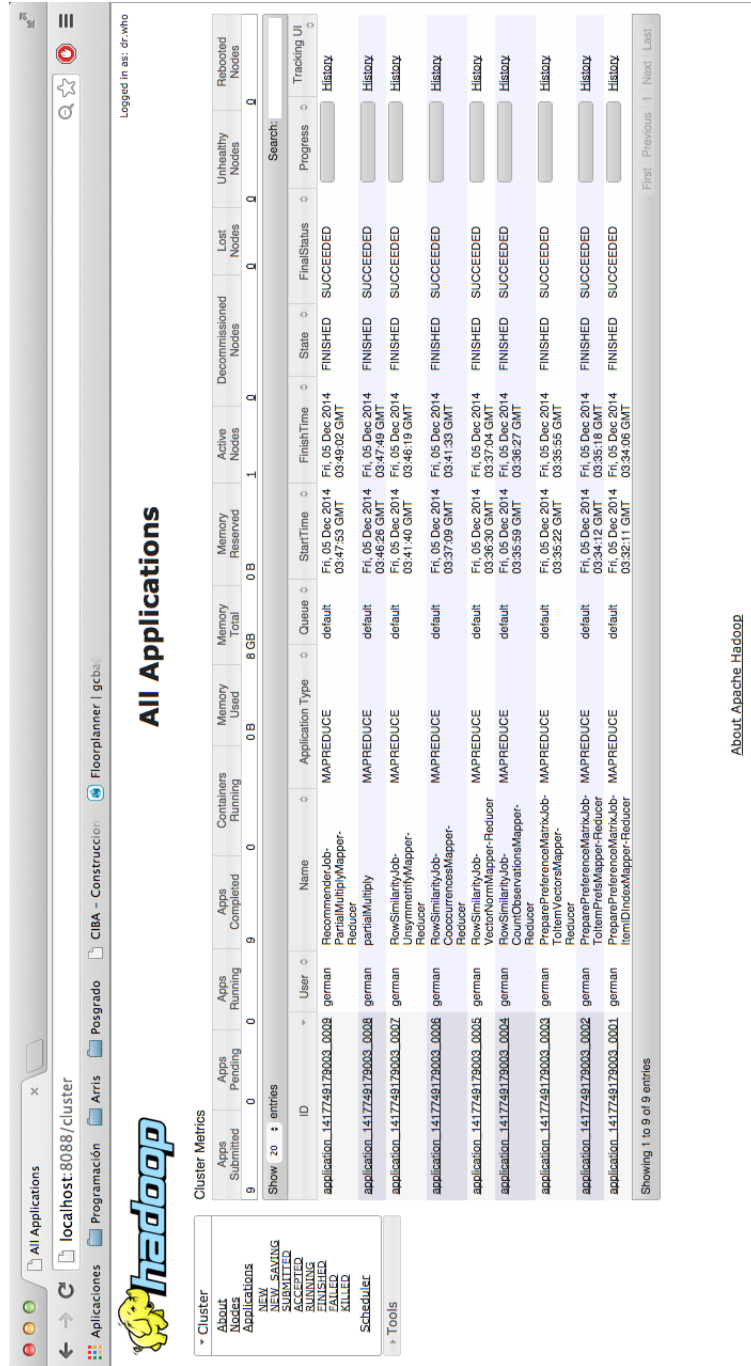 All Applications
localhost:8088/cluster
Aplicaciones
Programación
Arris
Posgrado
CIBA – Construccion
Floorplanner | gcba
Logged in as: dr.who
hadoop
All Applications
Cluster
About
Nodes
Applications
NEW
NEW_SAVING
SUBMITTED
ACCEPTED
RUNNING
FINISHED
FAILED
KILLED
Scheduler
Tools
Cluster Metrics
Apps Submitted Apps Pending Apps Running Apps Completed Containers Running Memory Used Memory Total Memory Reserved Active Nodes Decommissioned Nodes Lost Nodes Unhealthy Nodes Rebooted Nodes
9 0 0 9 0 0 B 8 GB 0 B 1 0 0 0 0
Show 20 entries Search:
ID User Name Application Type Queue StartTime FinishTime State FinalStatus Progress Tracking UI
application_1417749179003_0009 german RecommenderJob-PartialMultiplyMapper-Reducer MAPREDUCE default Fri, 05 Dec 2014 03:47:53 GMT Fri, 05 Dec 2014 03:49:02 GMT FINISHED SUCCEEDED History
application_1417749179003_0008 german partialMultiply MAPREDUCE default Fri, 05 Dec 2014 03:46:26 GMT Fri, 05 Dec 2014 03:47:49 GMT FINISHED SUCCEEDED History
application_1417749179003_0007 german RowSimilarityJob-UnsymmetrifyMapper-Reducer MAPREDUCE default Fri, 05 Dec 2014 03:41:40 GMT Fri, 05 Dec 2014 03:46:19 GMT FINISHED SUCCEEDED History
application_1417749179003_0006 german RowSimilarityJob-CooccurrencesMapper-Reducer MAPREDUCE default Fri, 05 Dec 2014 03:37:09 GMT Fri, 05 Dec 2014 03:41:33 GMT FINISHED SUCCEEDED History
application_1417749179003_0005 german RowSimilarityJob-VectorNormMapper-Reducer MAPREDUCE default Fri, 05 Dec 2014 03:36:30 GMT Fri, 05 Dec 2014 03:37:04 GMT FINISHED SUCCEEDED History
application_1417749179003_0004 german RowSimilarityJob-CountObservationsMapper-Reducer MAPREDUCE default Fri, 05 Dec 2014 03:35:59 GMT Fri, 05 Dec 2014 03:36:27 GMT FINISHED SUCCEEDED History
application_1417749179003_0003 german PreparePreferenceMatrixJob-ToItemVectorsMapper-Reducer MAPREDUCE default Fri, 05 Dec 2014 03:35:22 GMT Fri, 05 Dec 2014 03:35:55 GMT FINISHED SUCCEEDED History
application_1417749179003_0002 german PreparePreferenceMatrixJob-ToItemPrefsMapper-Reducer MAPREDUCE default Fri, 05 Dec 2014 03:34:12 GMT Fri, 05 Dec 2014 03:35:18 GMT FINISHED SUCCEEDED History
application_1417749179003_0001 german PreparePreferenceMatrixJob-ItemIDIndexMapper-Reducer MAPREDUCE default Fri, 05 Dec 2014 03:32:11 GMT Fri, 05 Dec 2014 03:34:06 GMT FINISHED SUCCEEDED History
Showing 1 to 9 of 9 entries First Previous 1 Next Last
About Apache Hadoop